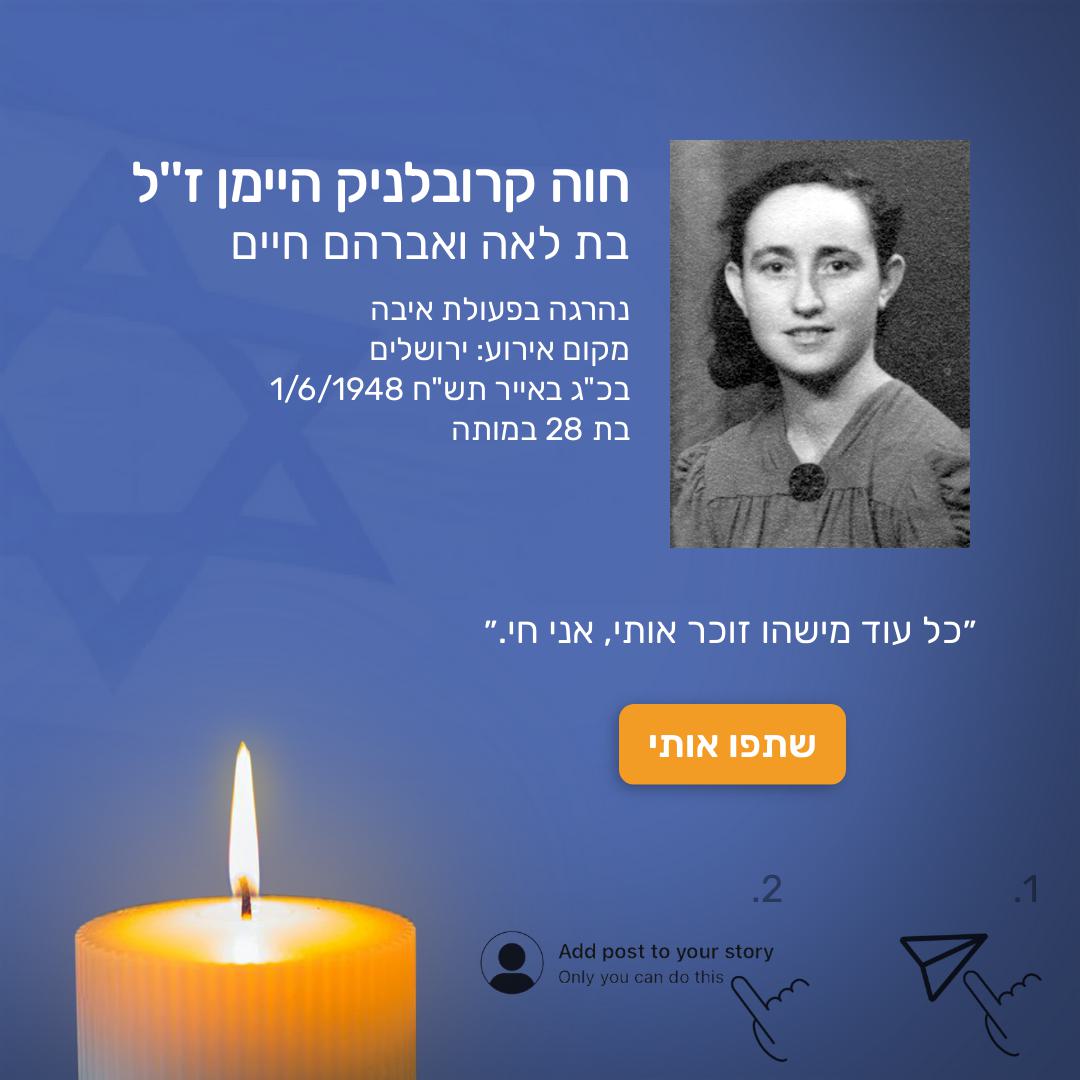 חוה קרובלניק היימן ז"ל
בת לאה ואברהם חיים
נהרגה בפעולת איבה
מקום אירוע: ירושלים
בכ"ג באייר תש"ח 1/6/1948
בת 28 במותה
״כל עוד מישהו זוכר אותי, אני חי.״
שתפו אותי
1.
2.
Add post to your story
Only you can do this